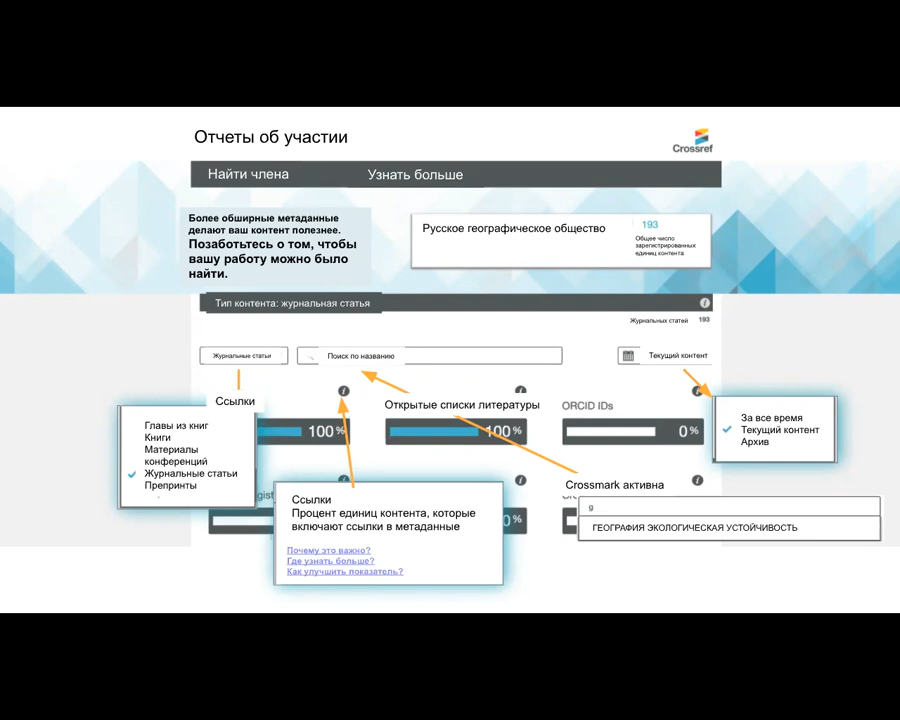 Отчеты об участии
Crossref
Найти члена
Узнать больше
Более обширные метаданные
делают ваш контент полезнее.
Позаботьтесь о том, чтобы
вашу работу можно было
найти.
Русское географическое общество
193
Общее число
зарегистрированных
единиц контента
Тип контента: журнальная статья
Журнальных статей 193
Журнальные статьи
Поиск по названию
Текущий контент
Ссылки
Открытые списки литературы
ORCID IDs
100%
100%
0%
Главы из книг
Книги
Материалы
конференций
Журнальные статьи
Препринты
За все время
Текущий контент
Архив
Crossmark активна
Ссылки
Процент единиц контента, которые
включают ссылки в метаданные
Почему это важно?
Где узнать больше?
Как улучшить показатель?
0%
g
ГЕОГРАФИЯ ЭКОЛОГИЧЕСКАЯ УСТОЙЧИВОСТЬ